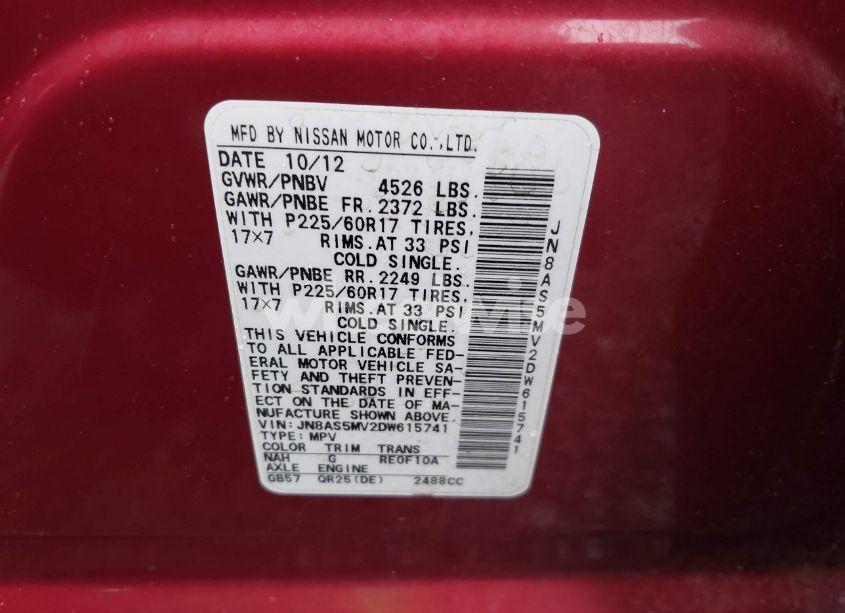 MFD BY NISSAN MOTOR CO.,LTD.
DATE 10/12
GVWR/PNBV 4526 LBS.
GAWR/PNBE FR. 2372 LBS.
WITH P225/60R17 TIRES,
17×7 RIMS.AT 33 PSI
COLD SINGLE.
GAWR/PNBE RR. 2249 LBS.
WITH P225/60R17 TIRES,
17×7 RIMS.AT 33 PSI
COLD SINGLE.
THIS VEHICLE CONFORMS
TO ALL APPLICABLE FED-
ERAL MOTOR VEHICLE SA-
FETY AND THEFT PREVEN-
TION STANDARDS IN EFF-
ECT ON THE DATE OF MA-
NUFACTURE SHOWN ABOVE.
VIN: JN8AS5MV2DW615741
TYPE: MPV
COLOR TRIM TRANS
NAH G RE0F10A
AXLE ENGINE
GB57 QR25(DE) 2488CC
JN8AS5MV2DW615741